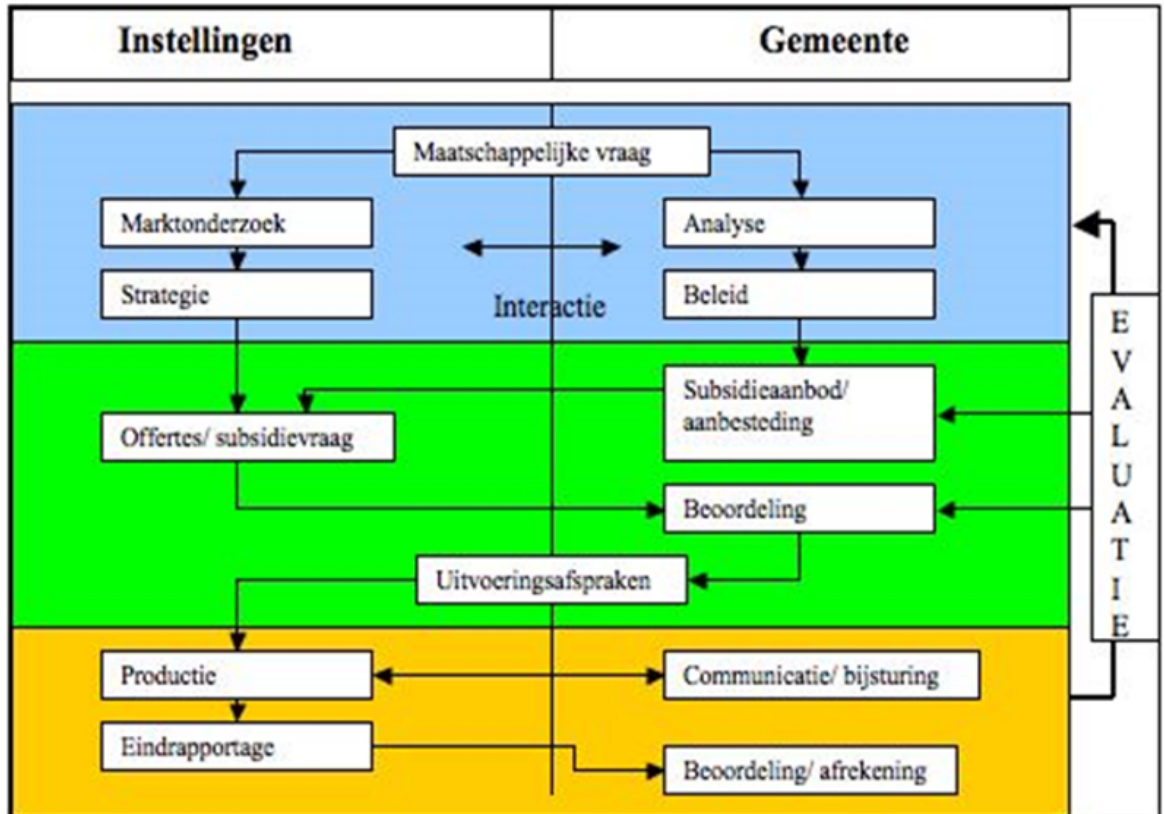 Instellingen
Gemeente
Maatschappelijke vraag
Marktonderzoek
Analyse
Strategie
Interactie
Beleid
Subsidieaanbod/
aanbesteding
Offertes/ subsidievraag
Beoordeling
Uitvoeringsafspraken
Productie
Communicatie/ bijsturing
Eindrapportage
Beoordeling/ afrekening
E
V
A
L
U
A
T
I
E